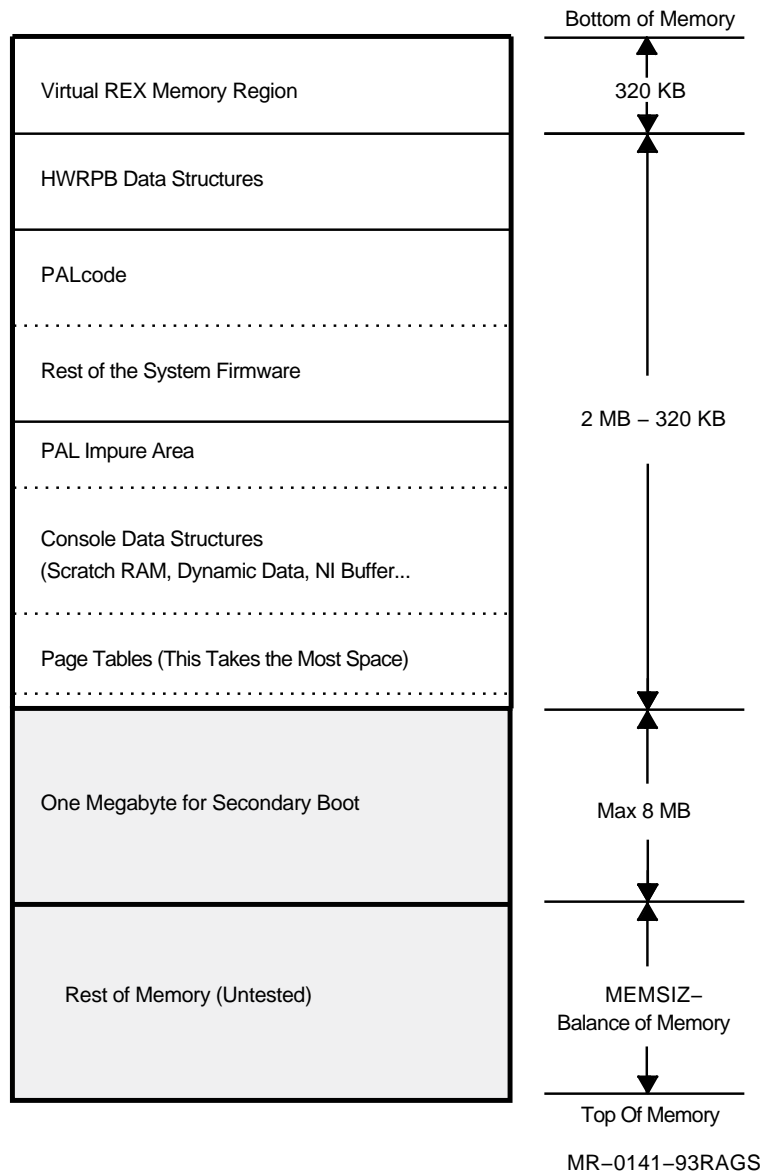 Bottom of Memory
Virtual REX Memory Region
320 KB
HWRPB Data Structures
PALcode
Rest of the System Firmware
2 MB – 320 KB
PAL Impure Area
Console Data Structures
(Scratch RAM, Dynamic Data, NI Buffer...
Page Tables (This Takes the Most Space)
One Megabyte for Secondary Boot
Max 8 MB
Rest of Memory (Untested)
MEMSIZ–
Balance of Memory
Top Of Memory
MR–0141–93RAGS